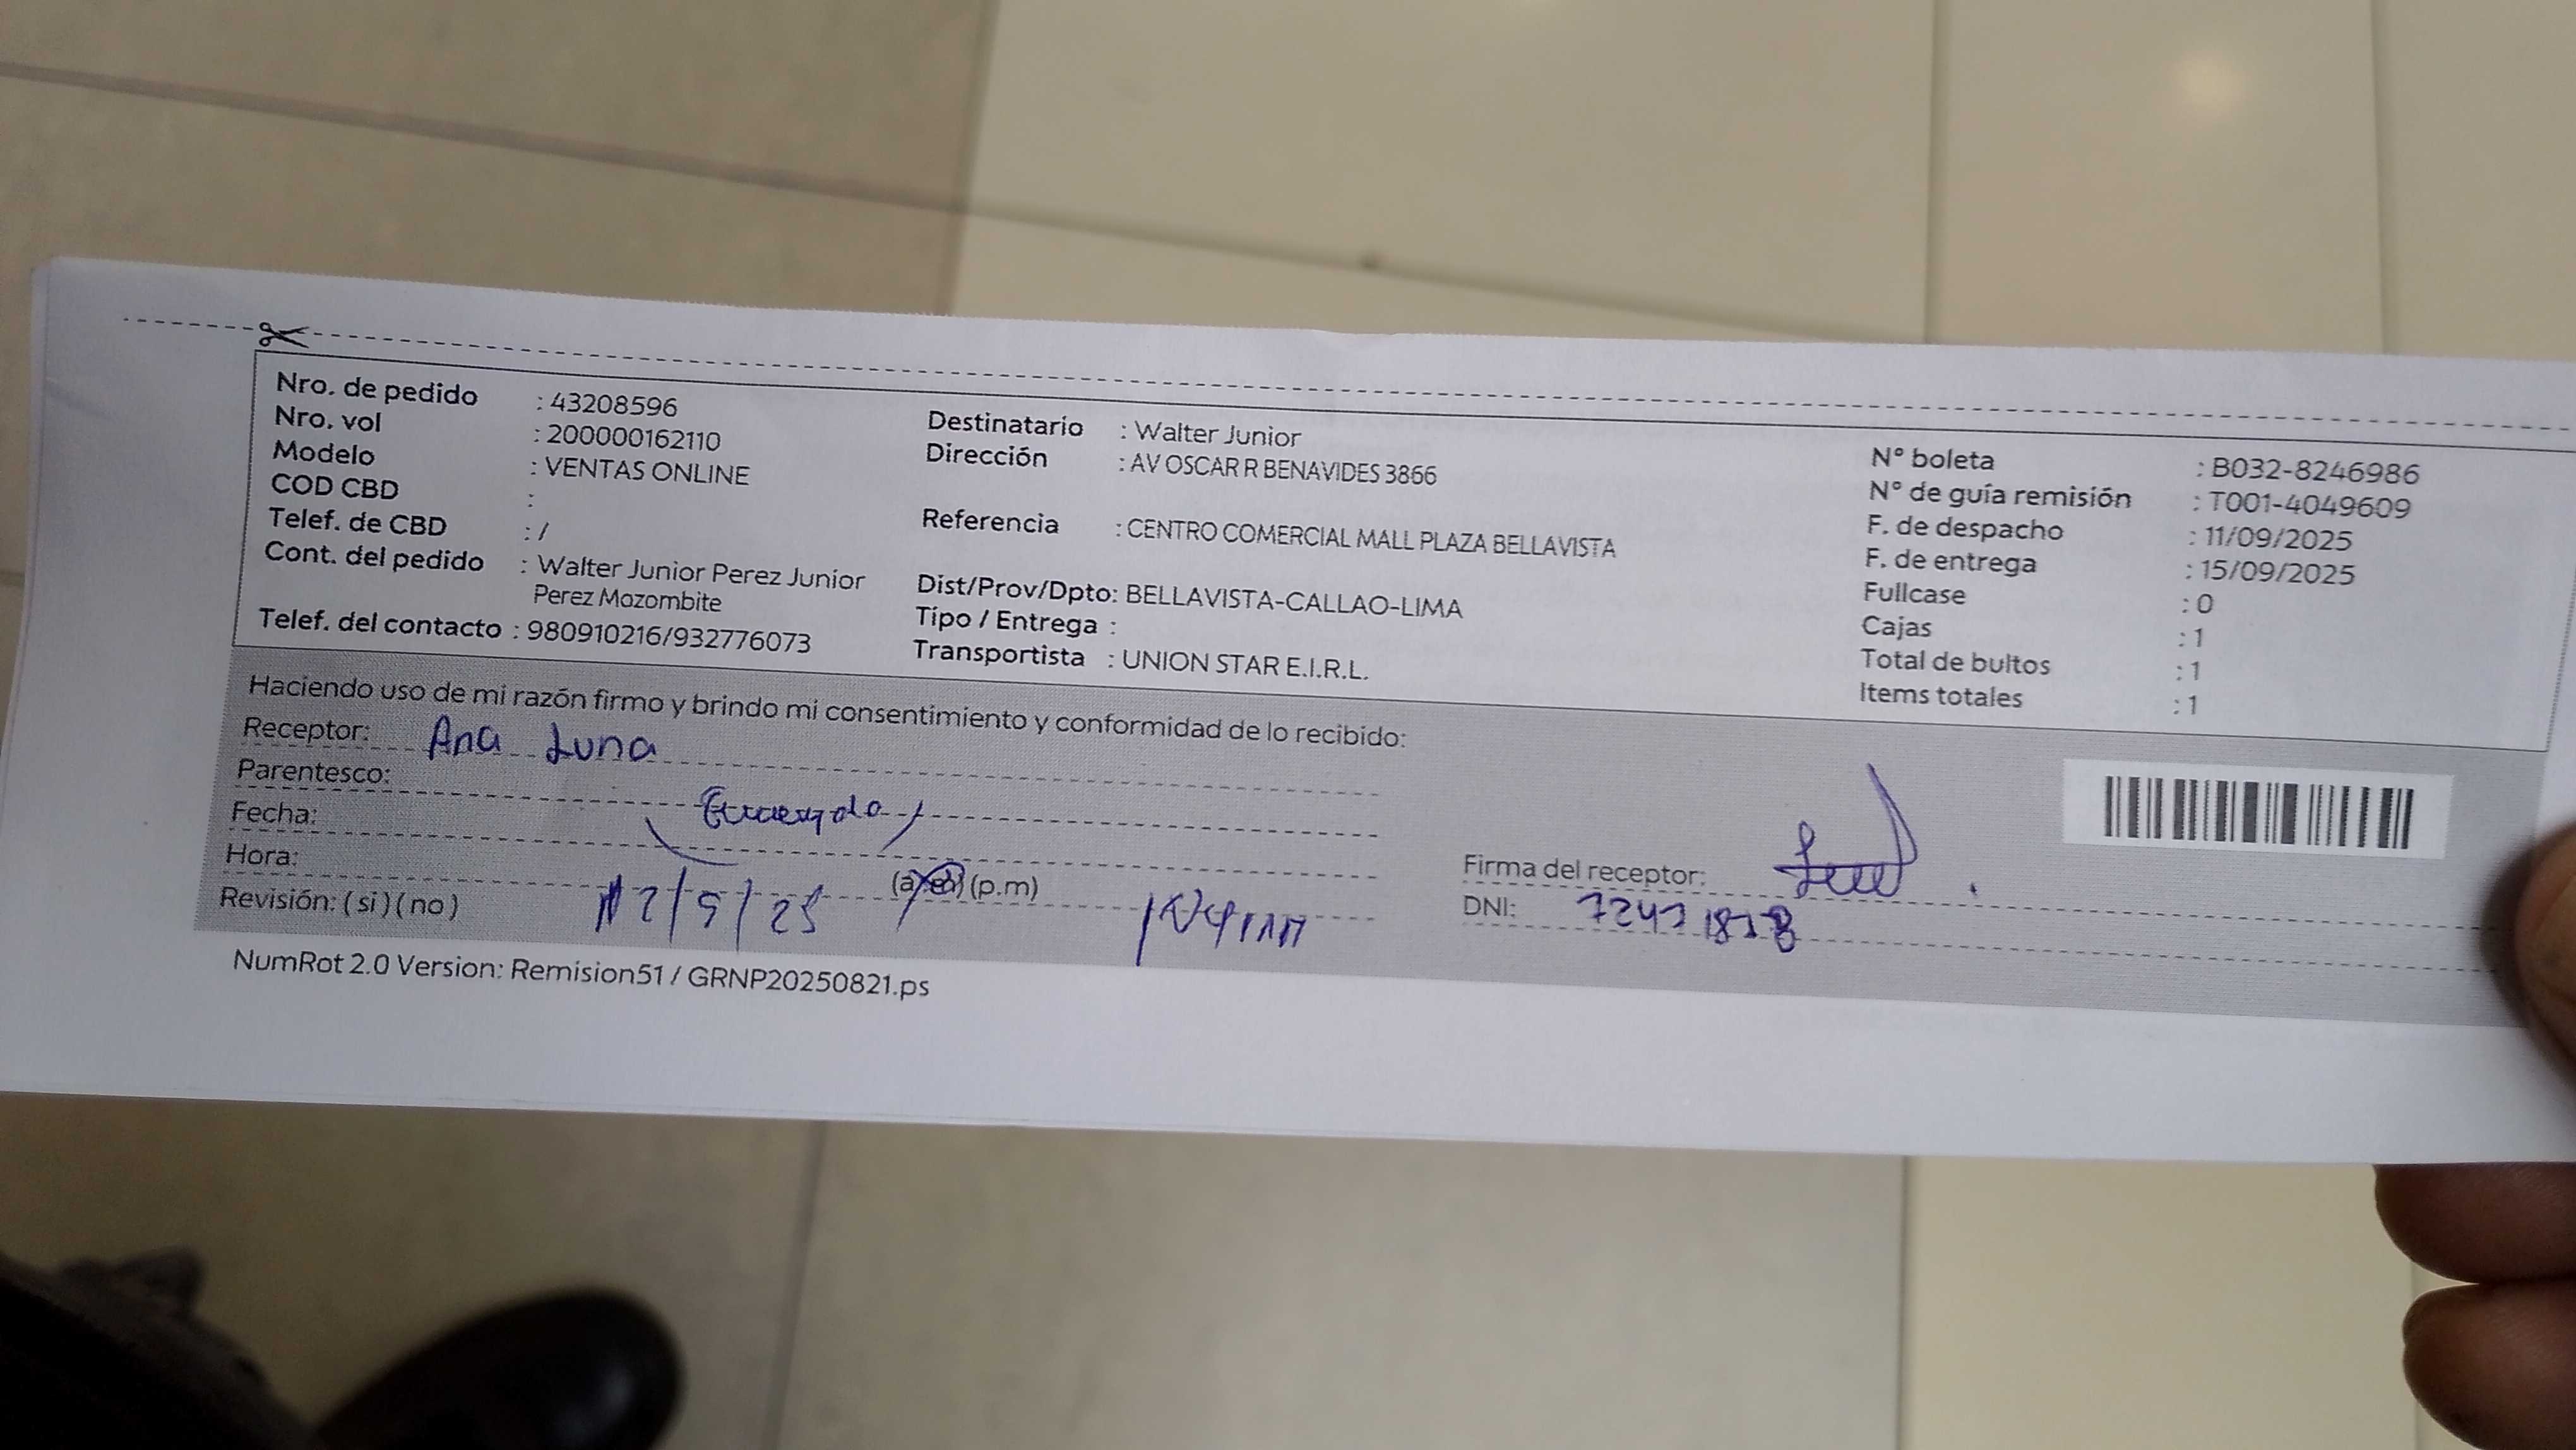 Nro. de pedido : 43208596
Nro. vol : 200000162110
Modelo : VENTAS ONLINE
COD CBD :
Telef. de CBD : /
Cont. del pedido : Walter Junior Perez Junior
Perez Mozombite
Telef. del contacto : 980910216/932776073
Destinatario : Walter Junior
Dirección : AV OSCAR R BENAVIDES 3866
Referencia : CENTRO COMERCIAL MALL PLAZA BELLAVISTA
Dist/Prov/Dpto: BELLAVISTA-CALLAO-LIMA
Tipo / Entrega :
Transportista : UNION STAR E.I.R.L.
N° boleta : B032-8246986
N° de guía remisión : T001-4049609
F. de despacho : 11/09/2025
F. de entrega : 15/09/2025
Fullcase : 0
Cajas : 1
Total de bultos : 1
Items totales : 1
Haciendo uso de mi razón firmo y brindo mi consentimiento y conformidad de lo recibido:
Receptor: Ana Luna
Parentesco:
Fecha:
Hora: (p.m)
Revisión: ( si ) ( no )
Firma del receptor:
DNI:
NumRot 2.0 Version: Remision51 / GRNP20250821.ps